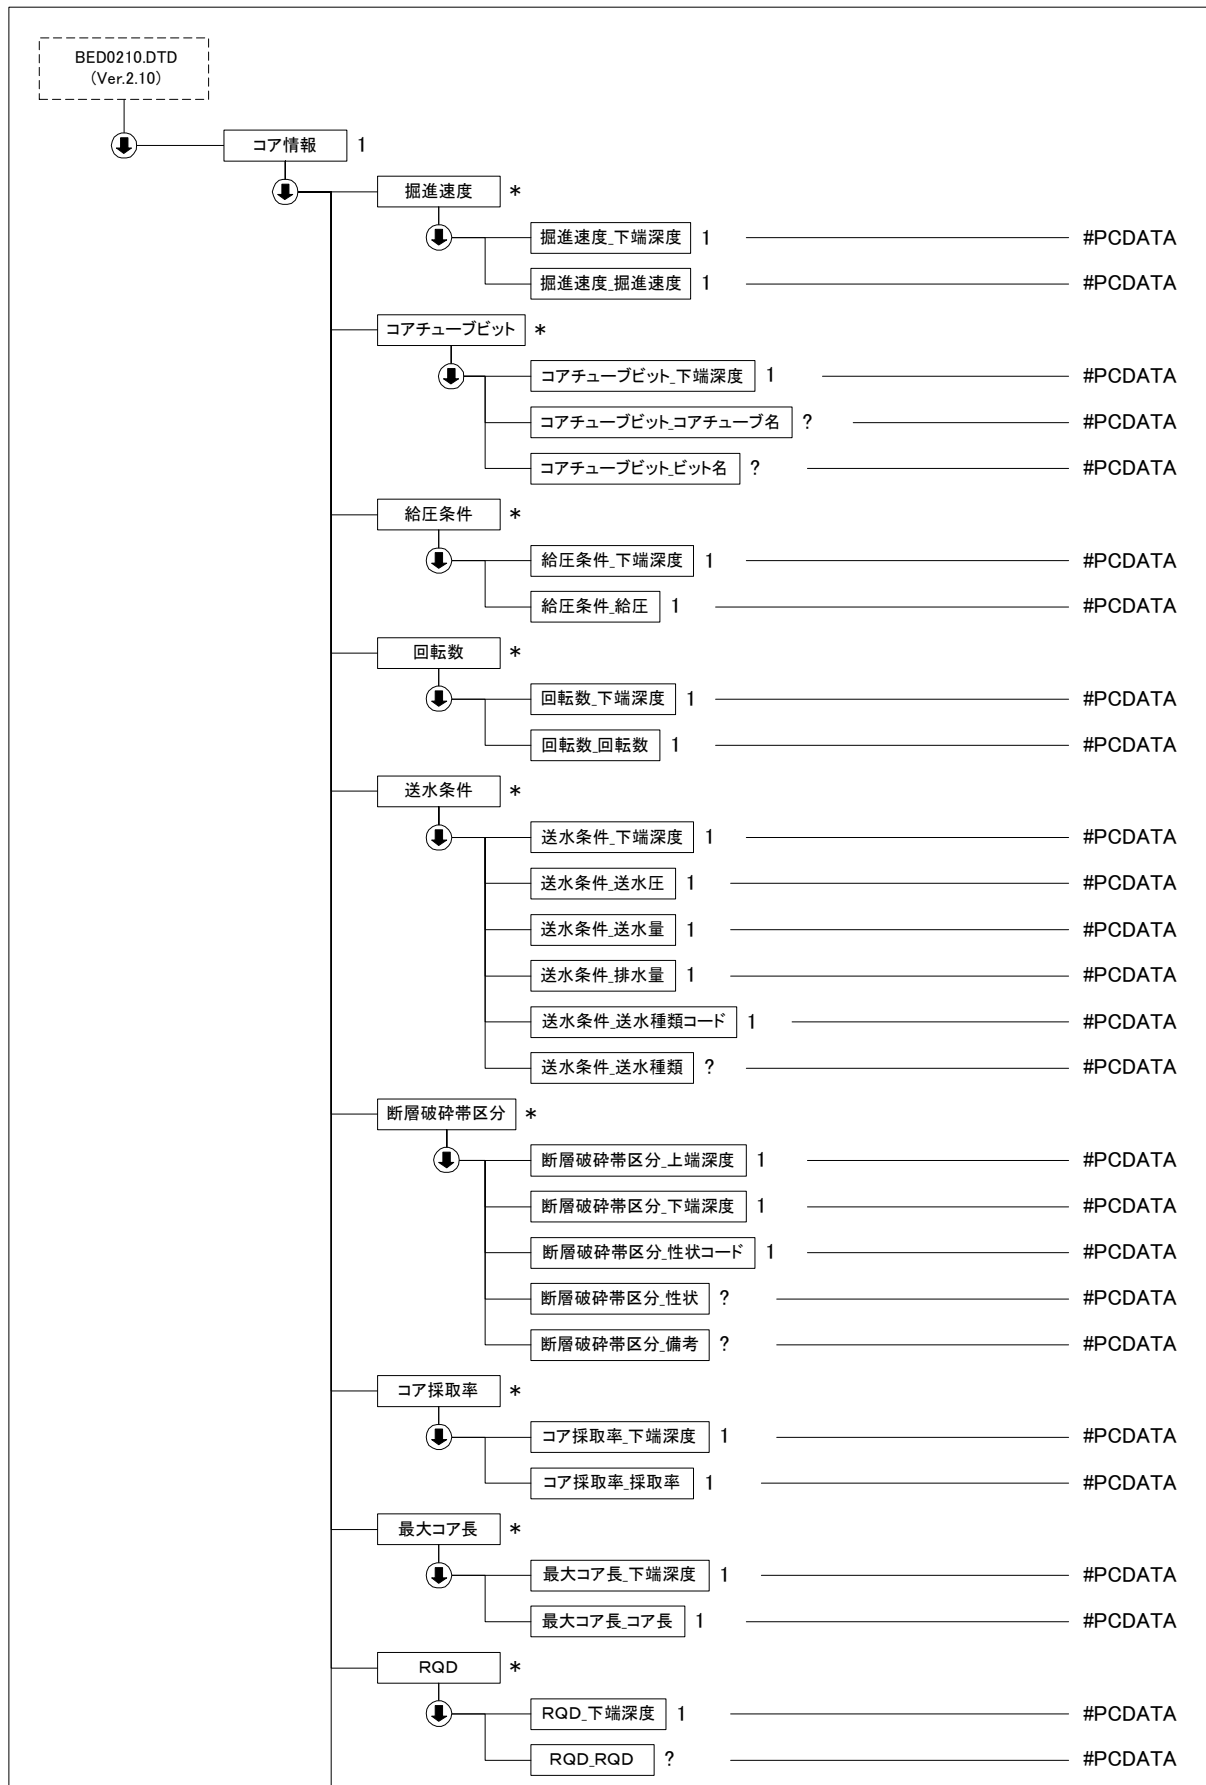 BED0210.DTD
(Ver.2.10)
コア情報 1
掘進速度 *
掘進速度_下端深度 1 #PCDATA
掘進速度_掘進速度 1 #PCDATA
コアチューブビット *
コアチューブビット_下端深度 1 #PCDATA
コアチューブビット_コアチューブ名 ? #PCDATA
コアチューブビット_ビット名 ? #PCDATA
給圧条件 *
給圧条件_下端深度 1 #PCDATA
給圧条件_給圧 1 #PCDATA
回転数 *
回転数_下端深度 1 #PCDATA
回転数_回転数 1 #PCDATA
送水条件 *
送水条件_下端深度 1 #PCDATA
送水条件_送水圧 1 #PCDATA
送水条件_送水量 1 #PCDATA
送水条件_排水量 1 #PCDATA
送水条件_送水種類コード 1 #PCDATA
送水条件_送水種類 ? #PCDATA
断層破砕帯区分 *
断層破砕帯区分_上端深度 1 #PCDATA
断層破砕帯区分_下端深度 1 #PCDATA
断層破砕帯区分_性状コード 1 #PCDATA
断層破砕帯区分_性状 ? #PCDATA
断層破砕帯区分_備考 ? #PCDATA
コア採取率 *
コア採取率_下端深度 1 #PCDATA
コア採取率_採取率 1 #PCDATA
最大コア長 *
最大コア長_下端深度 1 #PCDATA
最大コア長_コア長 1 #PCDATA
RQD *
RQD_下端深度 1 #PCDATA
RQD_RQD ? #PCDATA